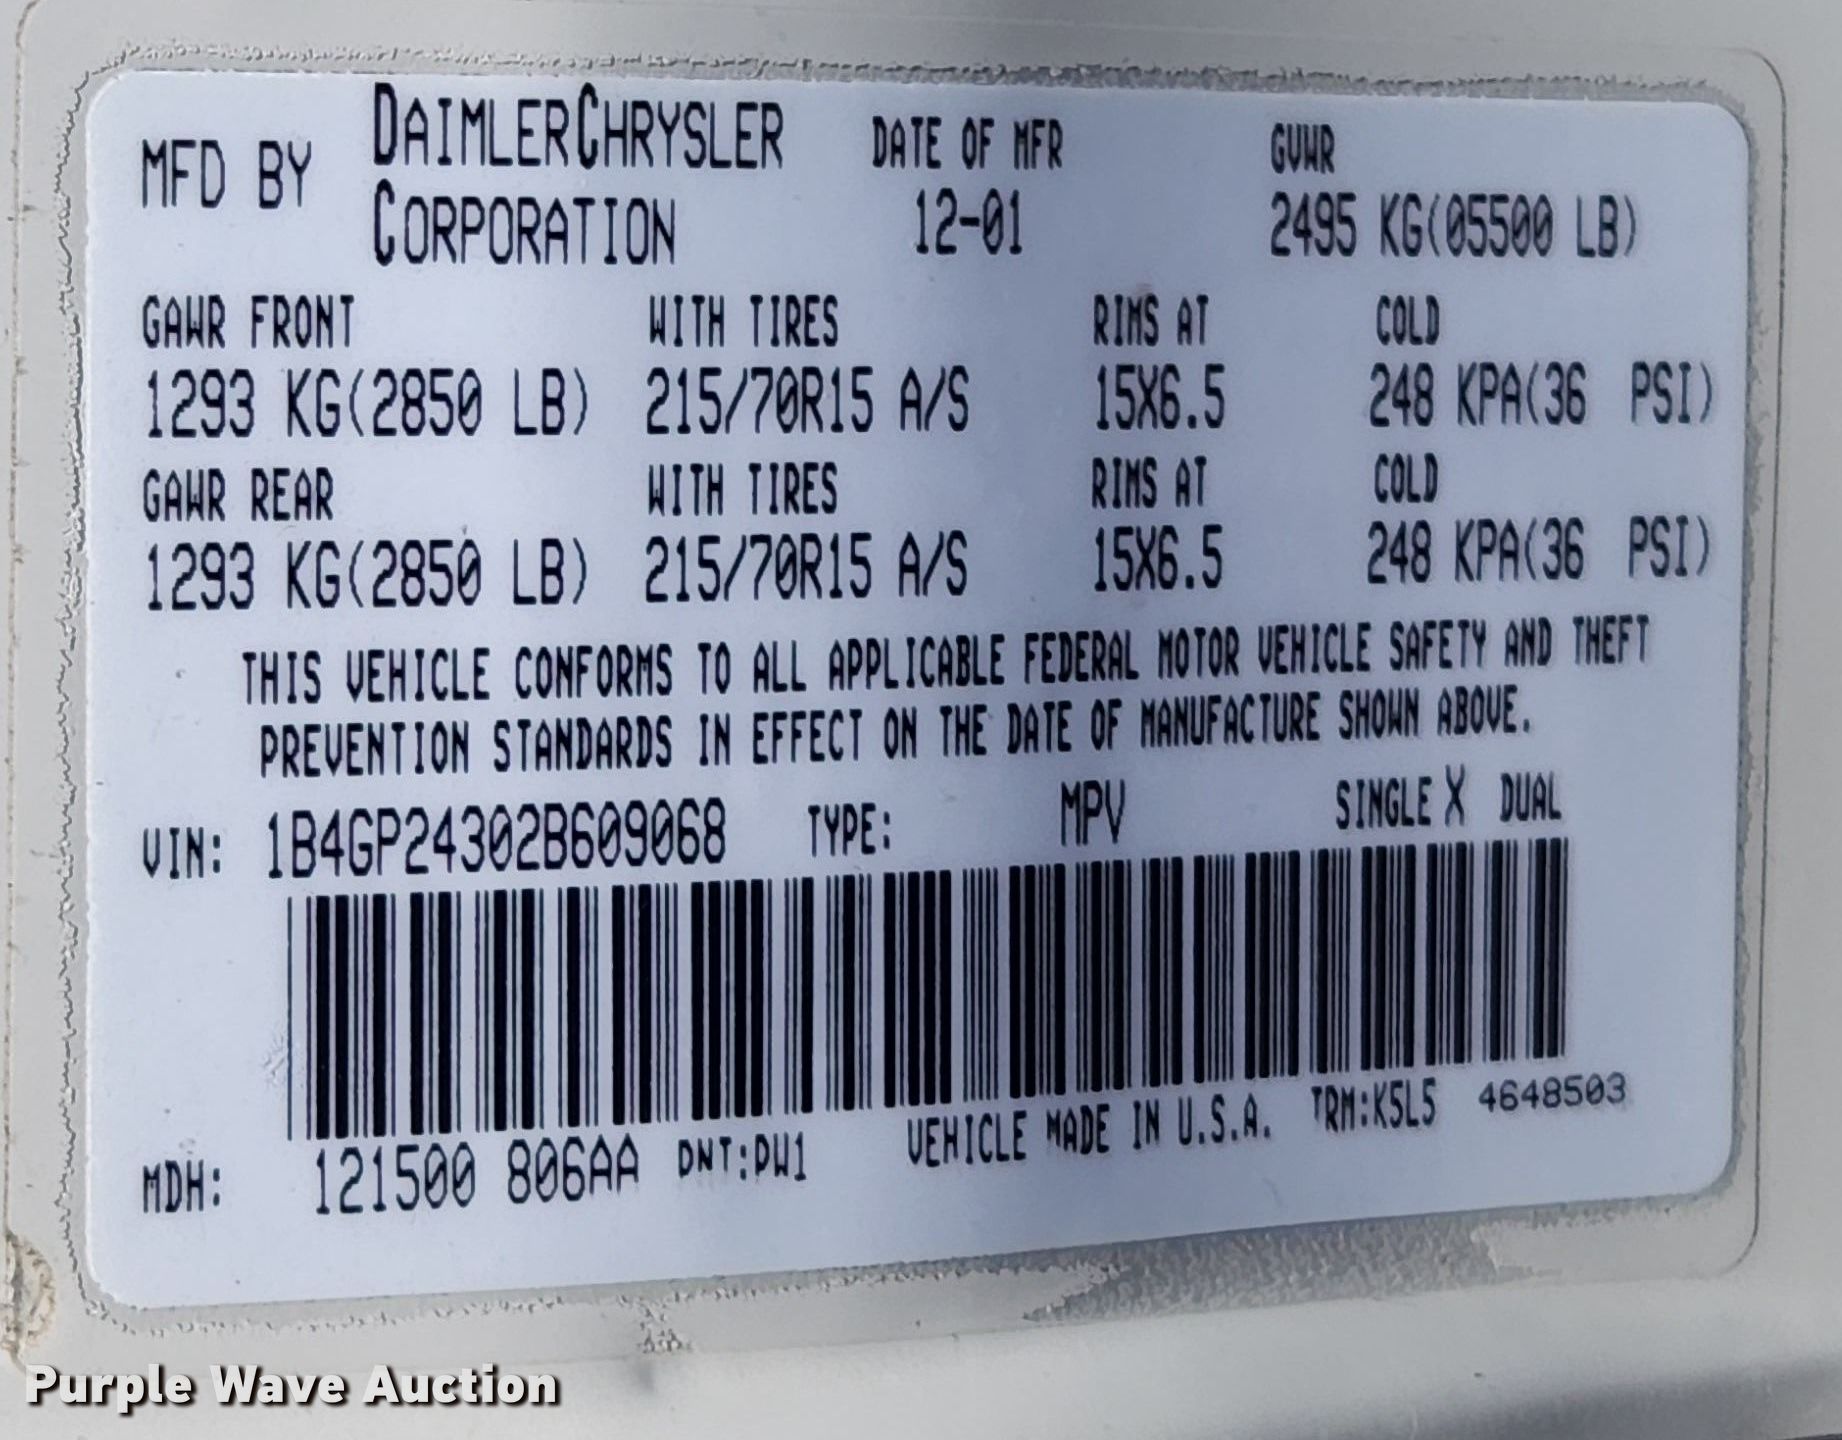 MFD BY DAIMLERCHRYSLER CORPORATION
DATE OF MFR
12-01
GVWR
2495 KG(05500 LB)
GAWR FRONT WITH TIRES RIMS AT COLD
1293 KG(2850 LB) 215/70R15 A/S 15X6.5 248 KPA(36 PSI)
GAWR REAR WITH TIRES RIMS AT COLD
1293 KG(2850 LB) 215/70R15 A/S 15X6.5 248 KPA(36 PSI)
THIS VEHICLE CONFORMS TO ALL APPLICABLE FEDERAL MOTOR VEHICLE SAFETY AND THEFT
PREVENTION STANDARDS IN EFFECT ON THE DATE OF MANUFACTURE SHOWN ABOVE.
VIN: 1B4GP24302B609068 TYPE: MPV SINGLE X DUAL
MDH: 121500 806AA PNT:PW1 VEHICLE MADE IN U.S.A. TRM:K5L5 4648503
Purple Wave Auction